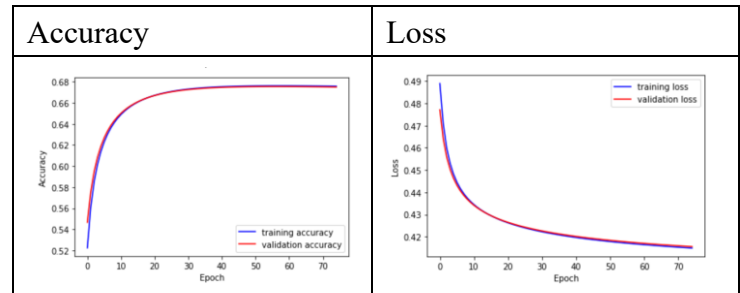 Accuracy
Loss
0.68
0.66
0.64
0.62
0.60
0.58
0.56
0.54
0.52
Accuracy
training accuracy
validation accuracy
0 10 20 30 40 50 60 70
Epoch
0.49
0.48
0.47
0.46
0.45
0.44
0.43
0.42
Loss
training loss
validation loss
0 10 20 30 40 50 60 70
Epoch